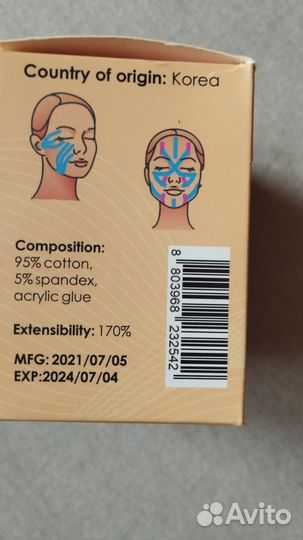 Country of origin: Korea
Composition:
95% cotton,
5% spandex,
acrylic glue
Extensibility: 170%
MFG: 2021/07/05
EXP:2024/07/04
8 803968 232542
Avito